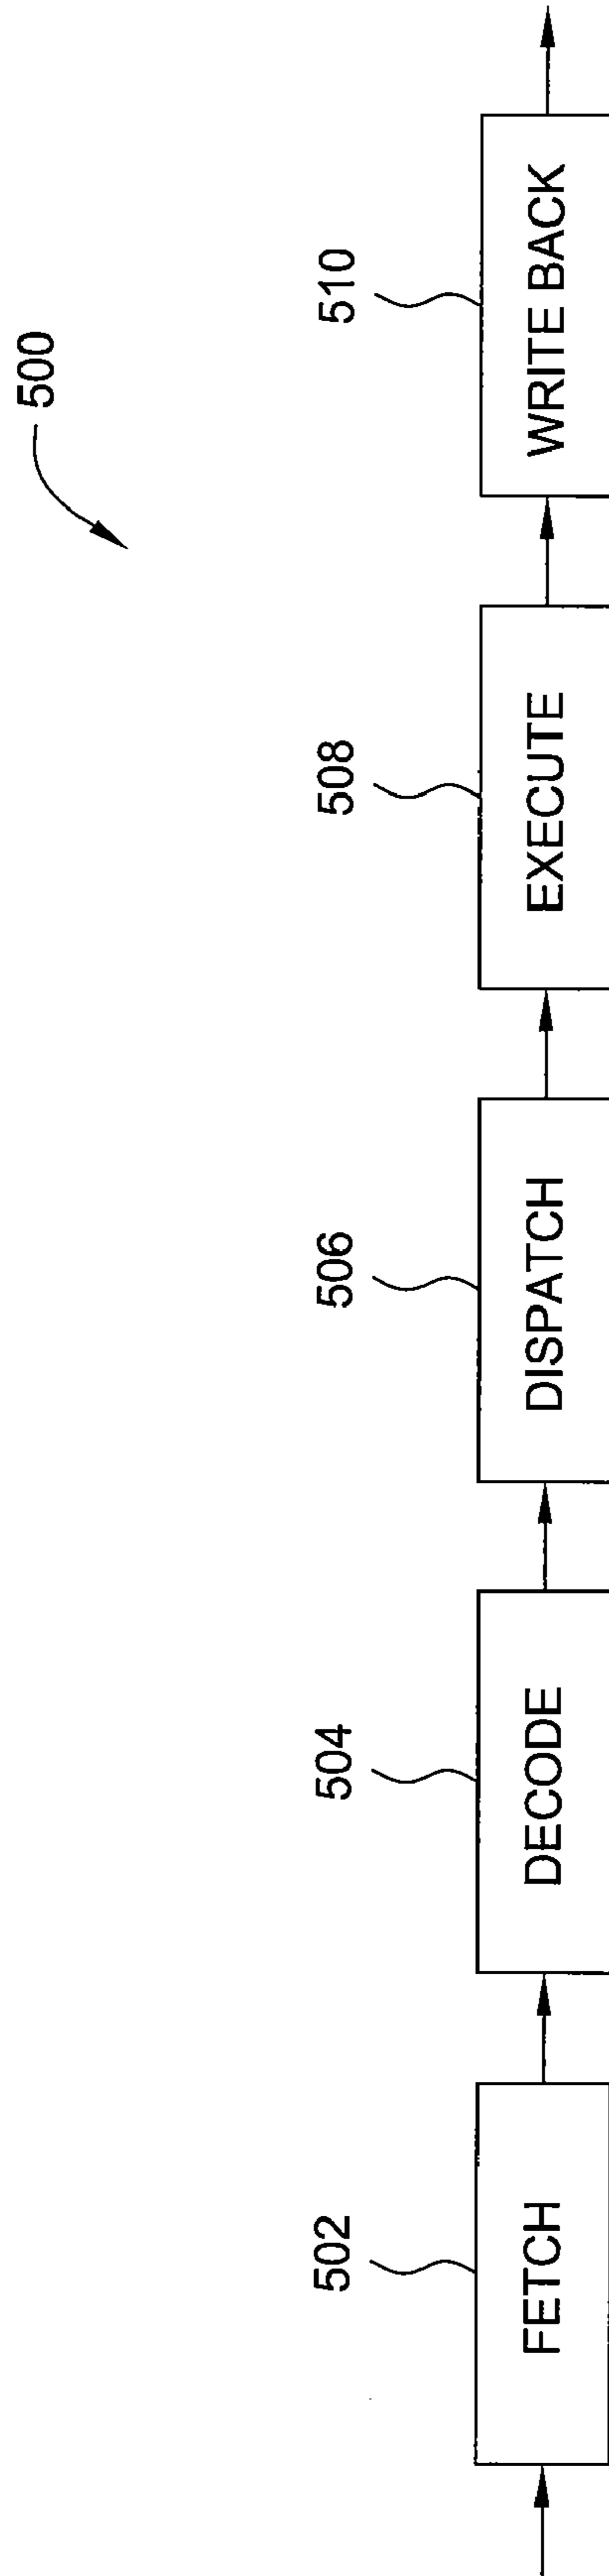 500
502
504
506
508
510
FETCH
DECODE
DISPATCH
EXECUTE
WRITE BACK